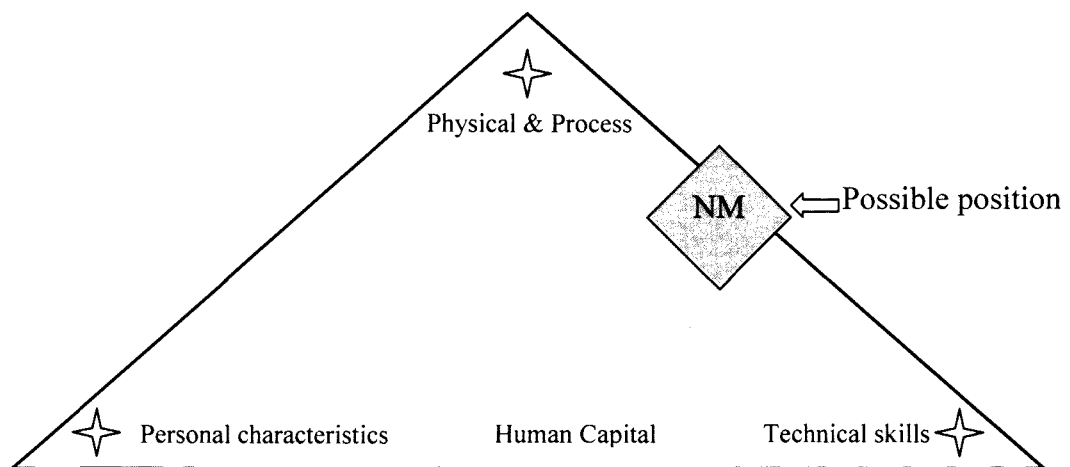 Physical & Process
NM
Possible position
Personal characteristics
Human Capital
Technical skills